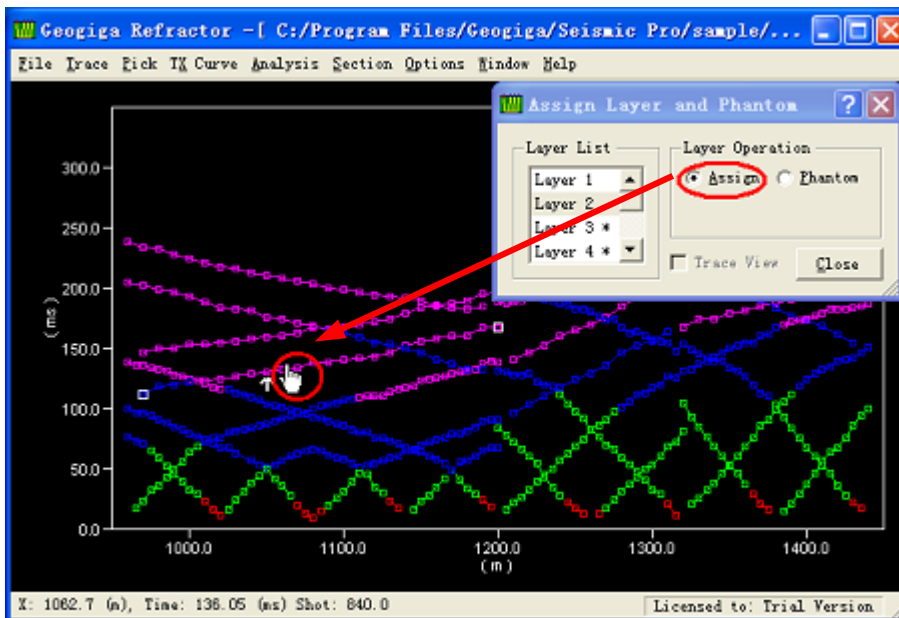 Geogiga Refractor -[ C:/Program Files/Geogiga/Seismic Pro/sample/...
File Trace Pick TX Curve Analysis Section Options Window Help
Assign Layer and Phantom
Layer List
Layer 1
Layer 2
Layer 3 *
Layer 4 *
Layer Operation
Assign
Phantom
Trace View
Close
300.0
250.0
200.0
150.0
100.0
50.0
0.0
(ms)
1000.0 1100.0 1200.0 1300.0 1400.0
(m)
X: 1062.7 (m), Time: 136.05 (ms) Shot: 840.0
Licensed to: Trial Version